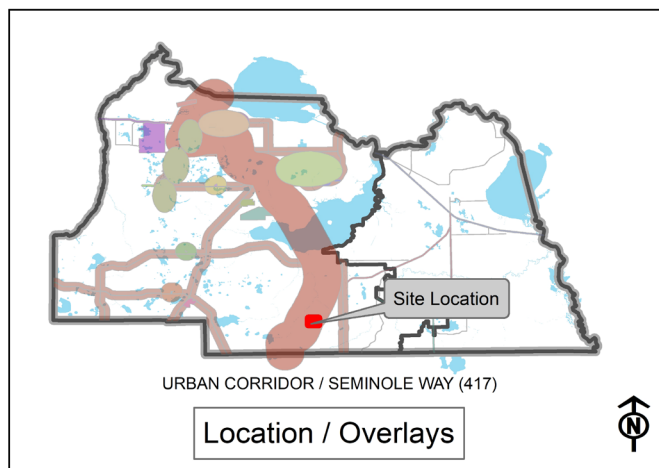 Site Location
URBAN CORRIDOR / SEMINOLE WAY (417)
Location / Overlays
N